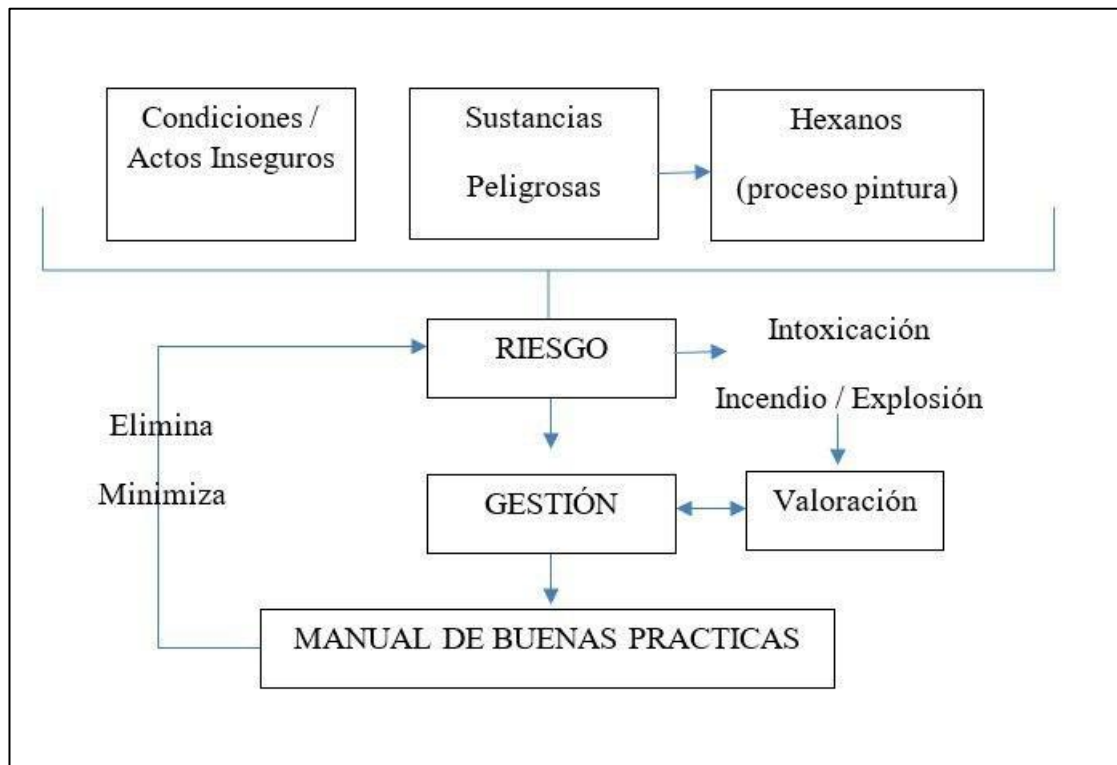 Condiciones /
Actos Inseguros
Sustancias
Peligrosas
Hexanos
(proceso pintura)
RIESGO
Intoxicación
Incendio / Explosión
Elimina
Minimiza
GESTIÓN
Valoración
MANUAL DE BUENAS PRACTICAS